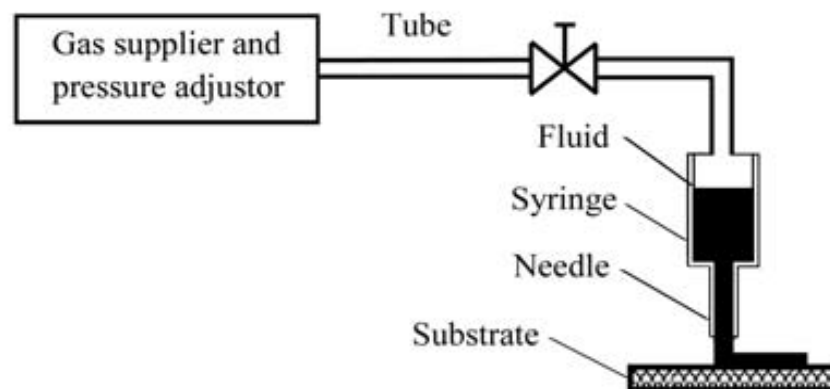 Gas supplier and
pressure adjustor
Tube
Fluid
Syringe
Needle
Substrate